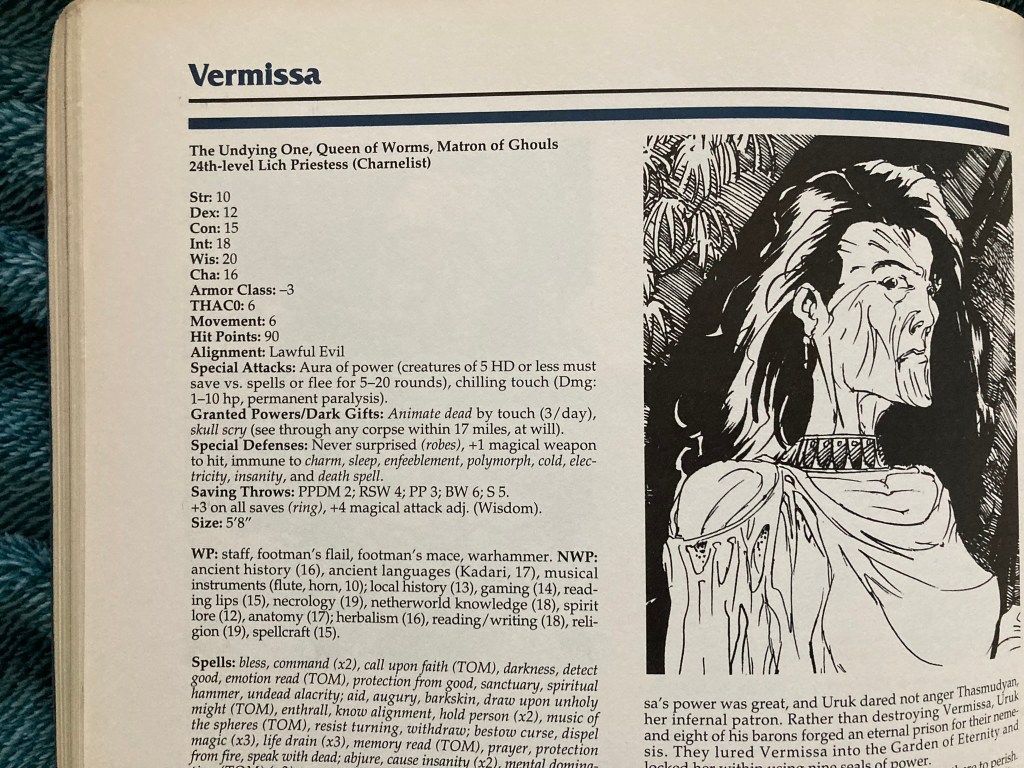 Vermissa
The Undying One, Queen of Worms, Matron of Ghouls
24th-level Lich Priestess (Charnelist)
Str: 10
Dex: 12
Con: 15
Int: 18
Wis: 20
Cha: 16
Armor Class: –3
THAC0: 6
Movement: 6
Hit Points: 90
Alignment: Lawful Evil
Special Attacks: Aura of power (creatures of 5 HD or less must
save vs. spells or flee for 5–20 rounds), chilling touch (Dmg:
1–10 hp, permanent paralysis).
Granted Powers/Dark Gifts: Animate dead by touch (3/day),
skull scry (see through any corpse within 17 miles, at will).
Special Defenses: Never surprised (robes), +1 magical weapon
to hit, immune to charm, sleep, enfeeblement, polymorph, cold, elec-
tricity, insanity, and death spell.
Saving Throws: PPDM 2; RSW 4; PP 3; BW 6; S 5.
+3 on all saves (ring), +4 magical attack adj. (Wisdom).
Size: 5'8"
WP: staff, footman's flail, footman's mace, warhammer. NWP:
ancient history (16), ancient languages (Kadari, 17), musical
instruments (flute, horn, 10); local history (13), gaming (14), read-
ing lips (15), necrology (19), netherworld knowledge (18), spirit
lore (12), anatomy (17); herbalism (16), reading/writing (18), reli-
gion (19), spellcraft (15).
Spells: bless, command (x2), call upon faith (TOM), darkness, detect
good, emotion read (TOM), protection from good, sanctuary, spiritual
hammer, undead alacrity; aid, augury, barkskin, draw upon unholy
might (TOM), enthrall, know alignment, hold person (x2), music of
the spheres (TOM), resist turning, withdraw; bestow curse, dispel
magic (x3), life drain (x3), memory read (TOM), prayer, protection
from fire, speak with dead; abjure, cause insanity (x2), mental domina-
sa's power was great, and Uruk dared not anger Thasmudyan,
her infernal patron. Rather than destroying Vermissa, Uruk
and eight of his barons forged an eternal prison for their neme-
sis. They lured Vermissa into the Garden of Eternity and
locked her within using nine seals of power.
to perish.